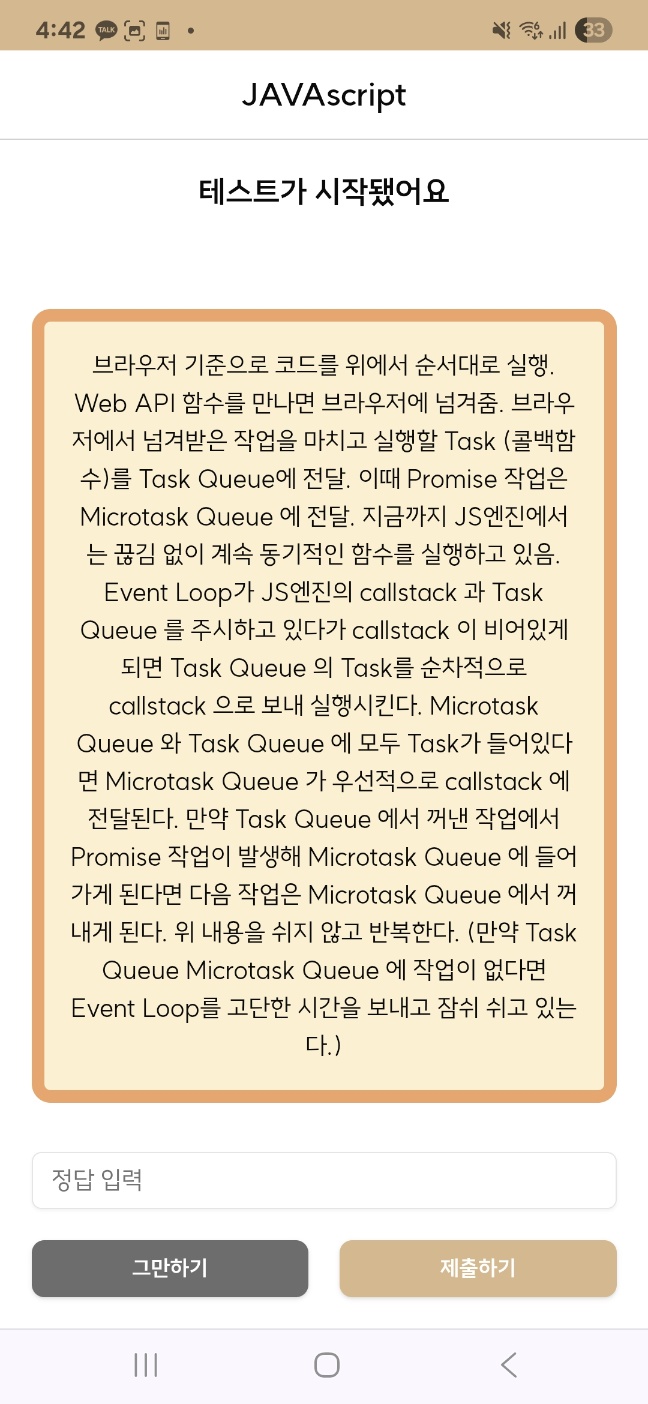 4:42
TALK
33
JAVAscript
테스트가 시작됐어요
브라우저 기준으로 코드를 위에서 순서대로 실행.
Web API 함수를 만나면 브라우저에 넘겨줌. 브라우
저에서 넘겨받은 작업을 마치고 실행할 Task (콜백함
수)를 Task Queue에 전달. 이때 Promise 작업은
Microtask Queue 에 전달. 지금까지 JS엔진에서
는 끊김 없이 계속 동기적인 함수를 실행하고 있음.
Event Loop가 JS엔진의 callstack 과 Task
Queue 를 주시하고 있다가 callstack 이 비어있게
되면 Task Queue 의 Task를 순차적으로
callstack 으로 보내 실행시킨다. Microtask
Queue 와 Task Queue 에 모두 Task가 들어있다
면 Microtask Queue 가 우선적으로 callstack 에
전달된다. 만약 Task Queue 에서 꺼낸 작업에서
Promise 작업이 발생해 Microtask Queue 에 들어
가게 된다면 다음 작업은 Microtask Queue 에서 꺼
내게 된다. 위 내용을 쉬지 않고 반복한다. (만약 Task
Queue Microtask Queue 에 작업이 없다면
Event Loop를 고단한 시간을 보내고 잠쉬 쉬고 있는
다.)
정답 입력
그만하기
제출하기